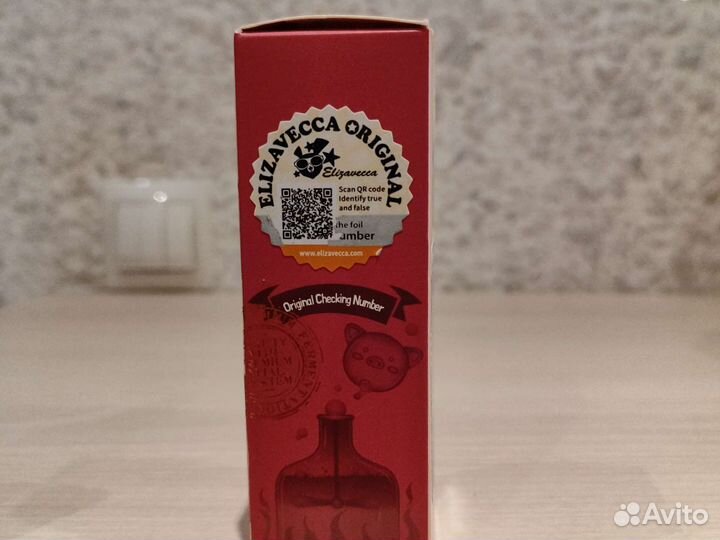 ELIZAVECCA ORIGINAL
Elizavecca
Scan QR code
Identify true
and false
the foil
umber
www.elizavecca.com
Original Checking Number
FERMENTATION
Avito